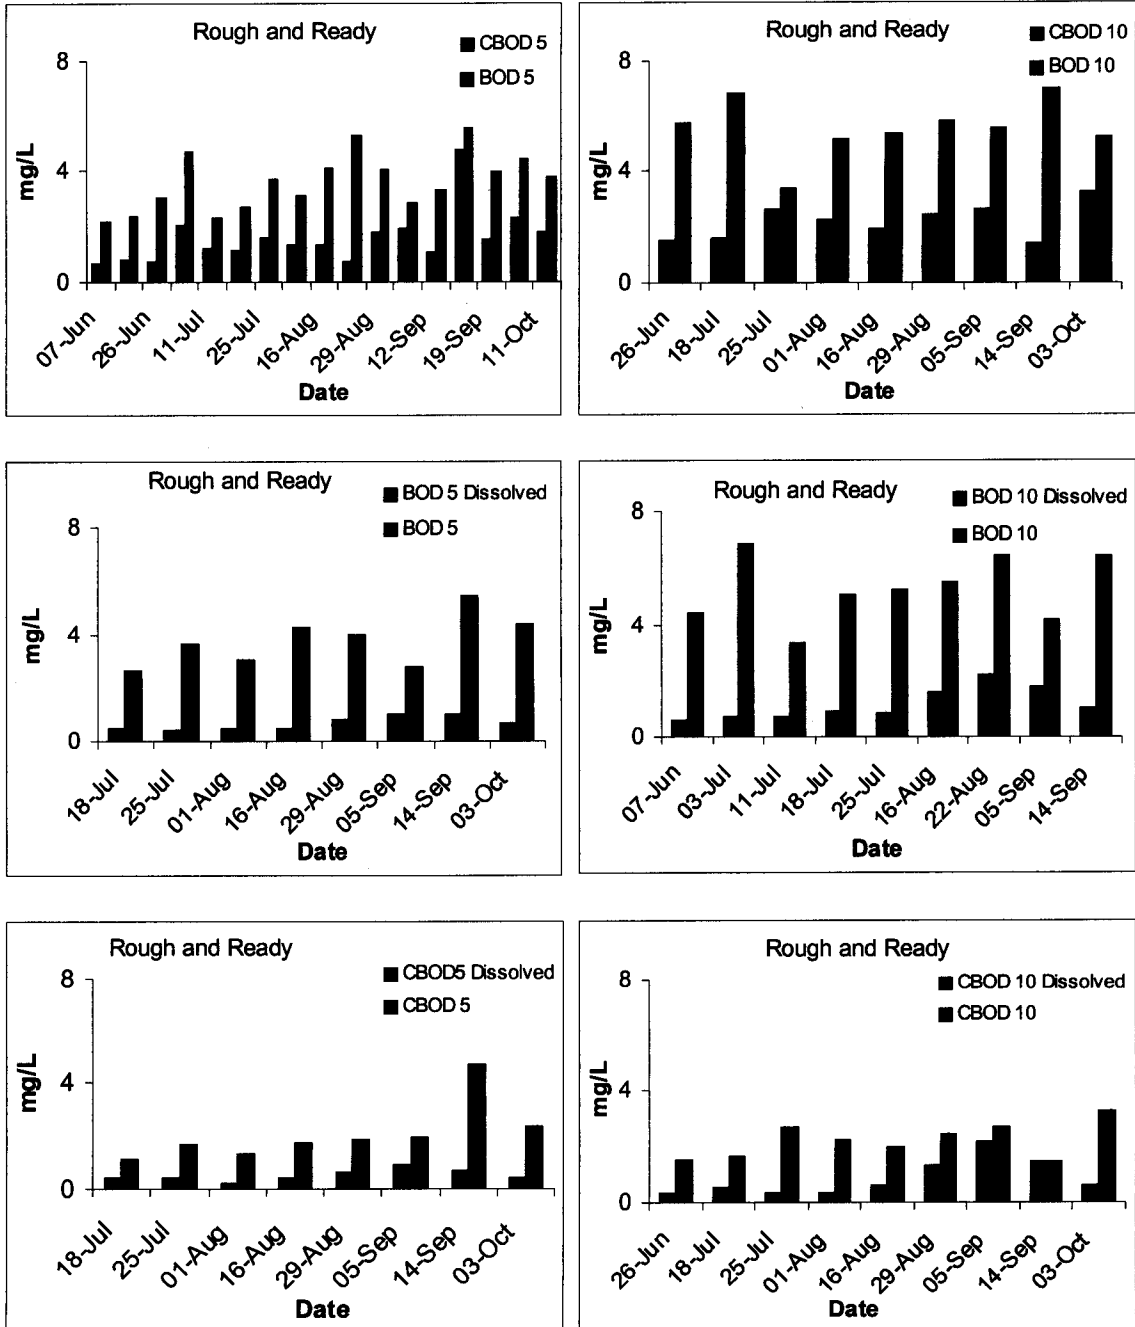 Rough and Ready
CBOD 5
BOD 5
8
4
0
mg/L
07-Jun
26-Jun
11-Jul
25-Jul
16-Aug
29-Aug
12-Sep
19-Sep
11-Oct
Date
Rough and Ready
CBOD 10
BOD 10
8
4
0
mg/L
26-Jun
18-Jul
25-Jul
01-Aug
16-Aug
29-Aug
05-Sep
14-Sep
03-Oct
Date
Rough and Ready
BOD 5 Dissolved
BOD 5
8
4
0
mg/L
18-Jul
25-Jul
01-Aug
16-Aug
29-Aug
05-Sep
14-Sep
03-Oct
Date
Rough and Ready
BOD 10 Dissolved
BOD 10
8
4
0
mg/L
07-Jun
03-Jul
11-Jul
18-Jul
25-Jul
16-Aug
22-Aug
05-Sep
14-Sep
Date
Rough and Ready
CBOD5 Dissolved
CBOD 5
8
4
0
mg/L
18-Jul
25-Jul
01-Aug
16-Aug
29-Aug
05-Sep
14-Sep
03-Oct
Date
Rough and Ready
CBOD 10 Dissolved
CBOD 10
8
4
0
mg/L
26-Jun
18-Jul
25-Jul
01-Aug
16-Aug
29-Aug
05-Sep
14-Sep
03-Oct
Date